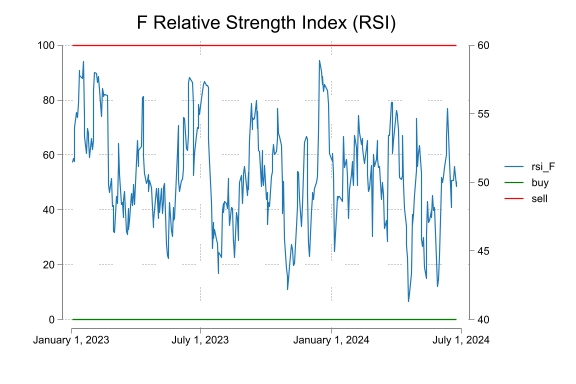 F Relative Strength Index (RSI)
100
80
60
40
20
0
60
55
50
45
40
January 1, 2023
July 1, 2023
January 1, 2024
July 1, 2024
rsi_F
buy
sell